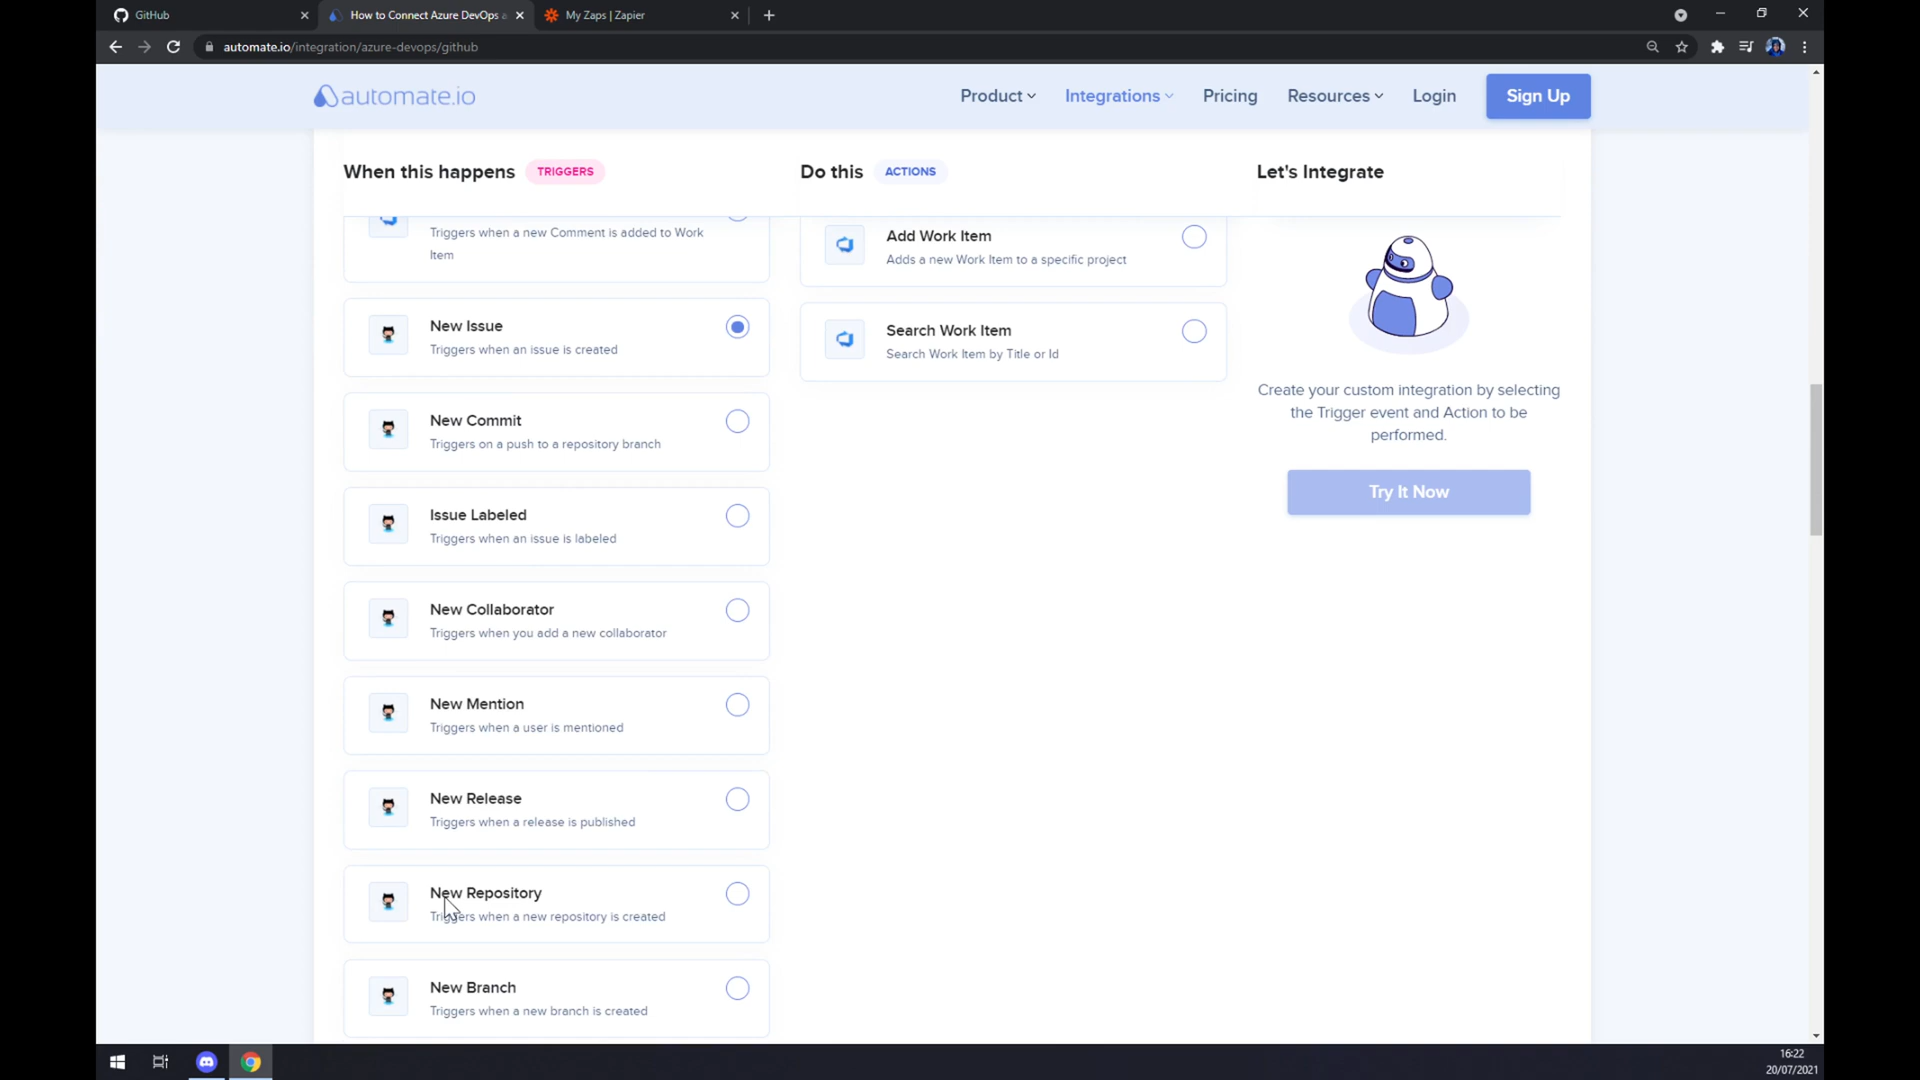 GitHub
How to Connect Azure DevOps a
My Zaps | Zapier
automate.io/integration/azure-devops/github
automate.io
Product
Integrations
Pricing
Resources
Login
Sign Up
When this happens
TRIGGERS
Do this
ACTIONS
Let's Integrate
Triggers when a new Comment is added to Work
Item
New Issue
Triggers when an issue is created
New Commit
Triggers on a push to a repository branch
Issue Labeled
Triggers when an issue is labeled
New Collaborator
Triggers when you add a new collaborator
New Mention
Triggers when a user is mentioned
New Release
Triggers when a release is published
New Repository
Triggers when a new repository is created
New Branch
Triggers when a new branch is created
Add Work Item
Adds a new Work Item to a specific project
Search Work Item
Search Work Item by Title or Id
Create your custom integration by selecting
the Trigger event and Action to be
performed.
Try It Now
16:22
20/07/2021